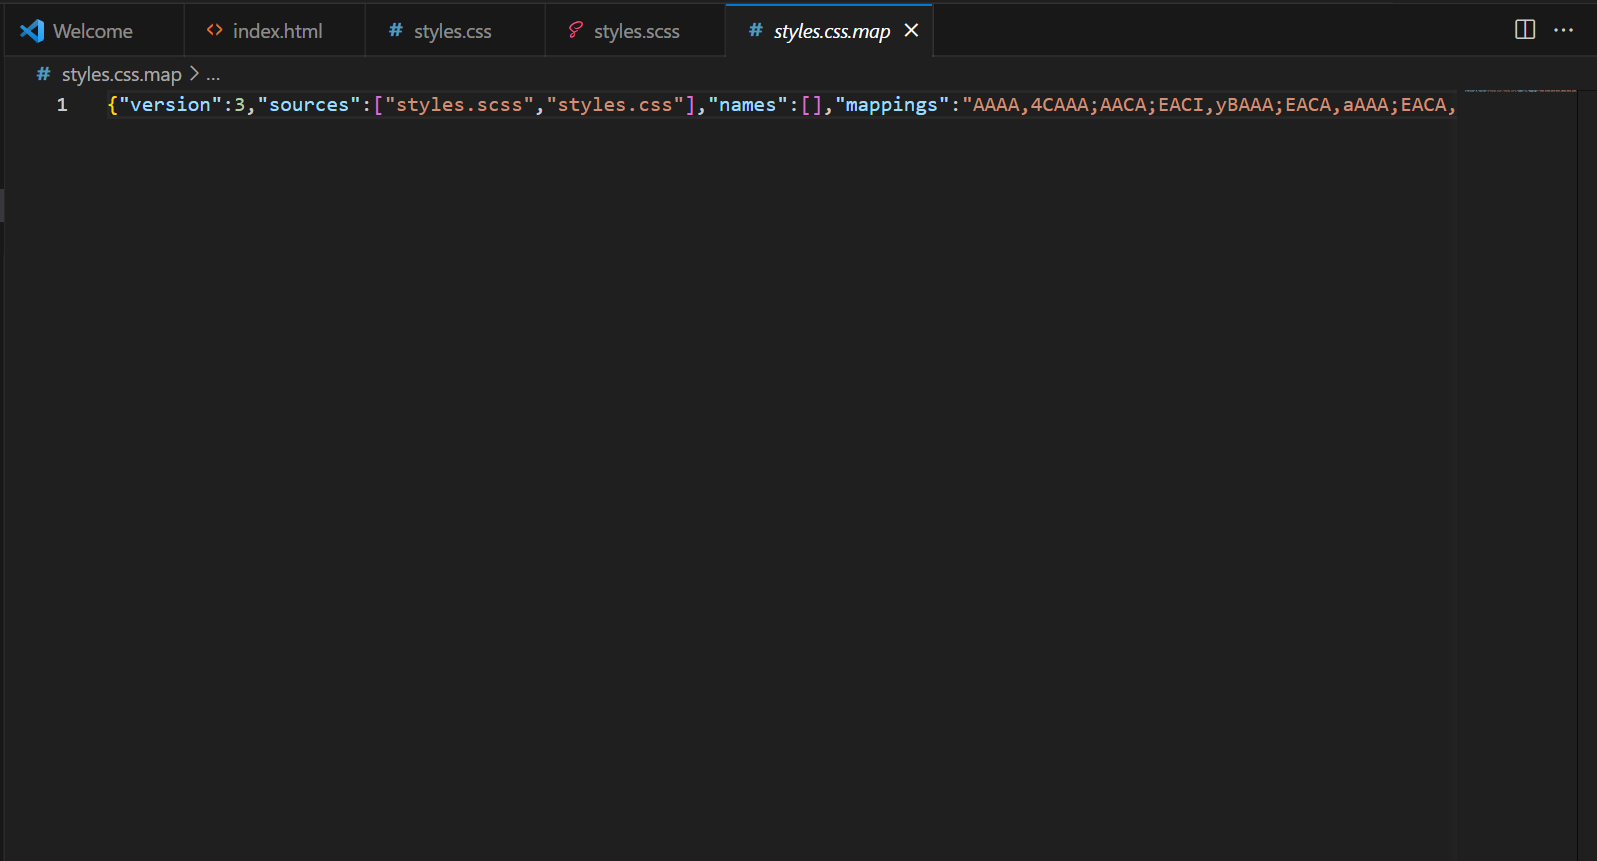 Welcome
index.html
styles.css
styles.scss
styles.css.map
styles.css.map > ...
1 {"version":3,"sources":["styles.scss","styles.css"],"names":[],"mappings":"AAAA,4CAAA;AACA;EACI,yBAAA;EACA,aAAA;EACA,